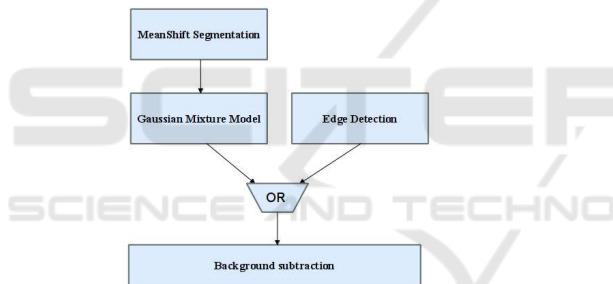 MeanShift Segmentation
Gaussian Mixture Model
Edge Detection
OR
SCIENCE AND TECHNO
Background subtraction